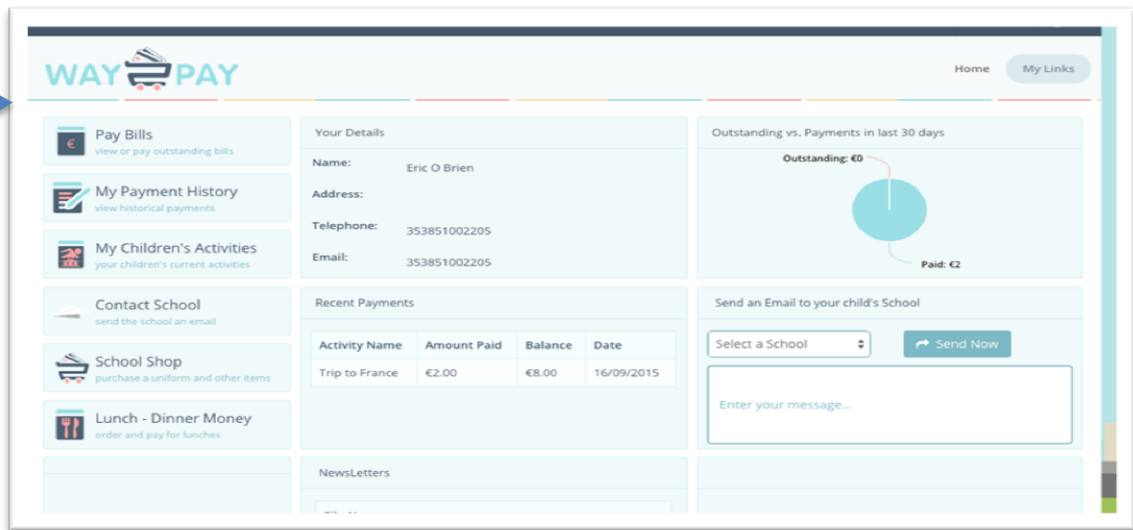 WAY PAY
Home My Links
Pay Bills
view or pay outstanding bills
My Payment History
view historical payments
My Children's Activities
your children's current activities
Contact School
send the school an email
School Shop
purchase a uniform and other items
Lunch - Dinner Money
order and pay for lunches
Your Details
Name: Eric O Brien
Address:
Telephone: 353851002205
Email: 353851002205
Recent Payments
Activity Name Amount Paid Balance Date
Trip to France €2.00 €8.00 16/09/2015
NewsLetters
Outstanding vs. Payments in last 30 days
Outstanding: €0
Paid: €2
Send an Email to your child's School
Select a School Send Now
Enter your message...